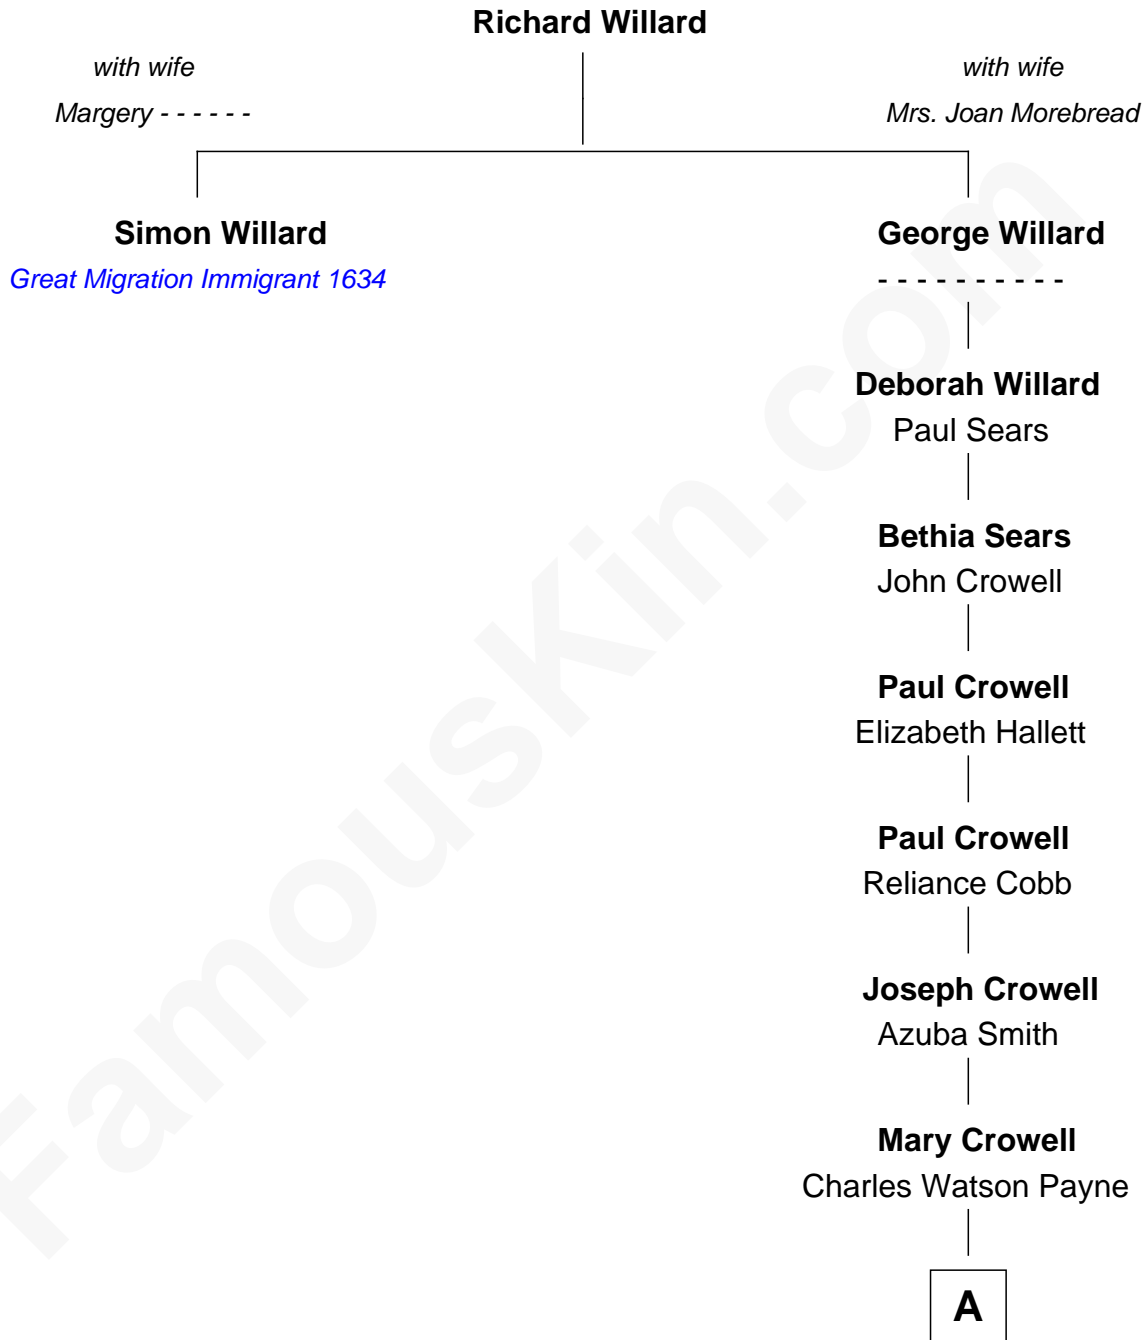 Richard Willard
with wife
Margery - - - - - -
with wife
Mrs. Joan Morebread
Simon Willard
Great Migration Immigrant 1634
George Willard
- - - - - - - - - -
Deborah Willard
Paul Sears
Bethia Sears
John Crowell
Paul Crowell
Elizabeth Hallett
Paul Crowell
Reliance Cobb
Joseph Crowell
Azuba Smith
Mary Crowell
Charles Watson Payne
A
FamousKin.com